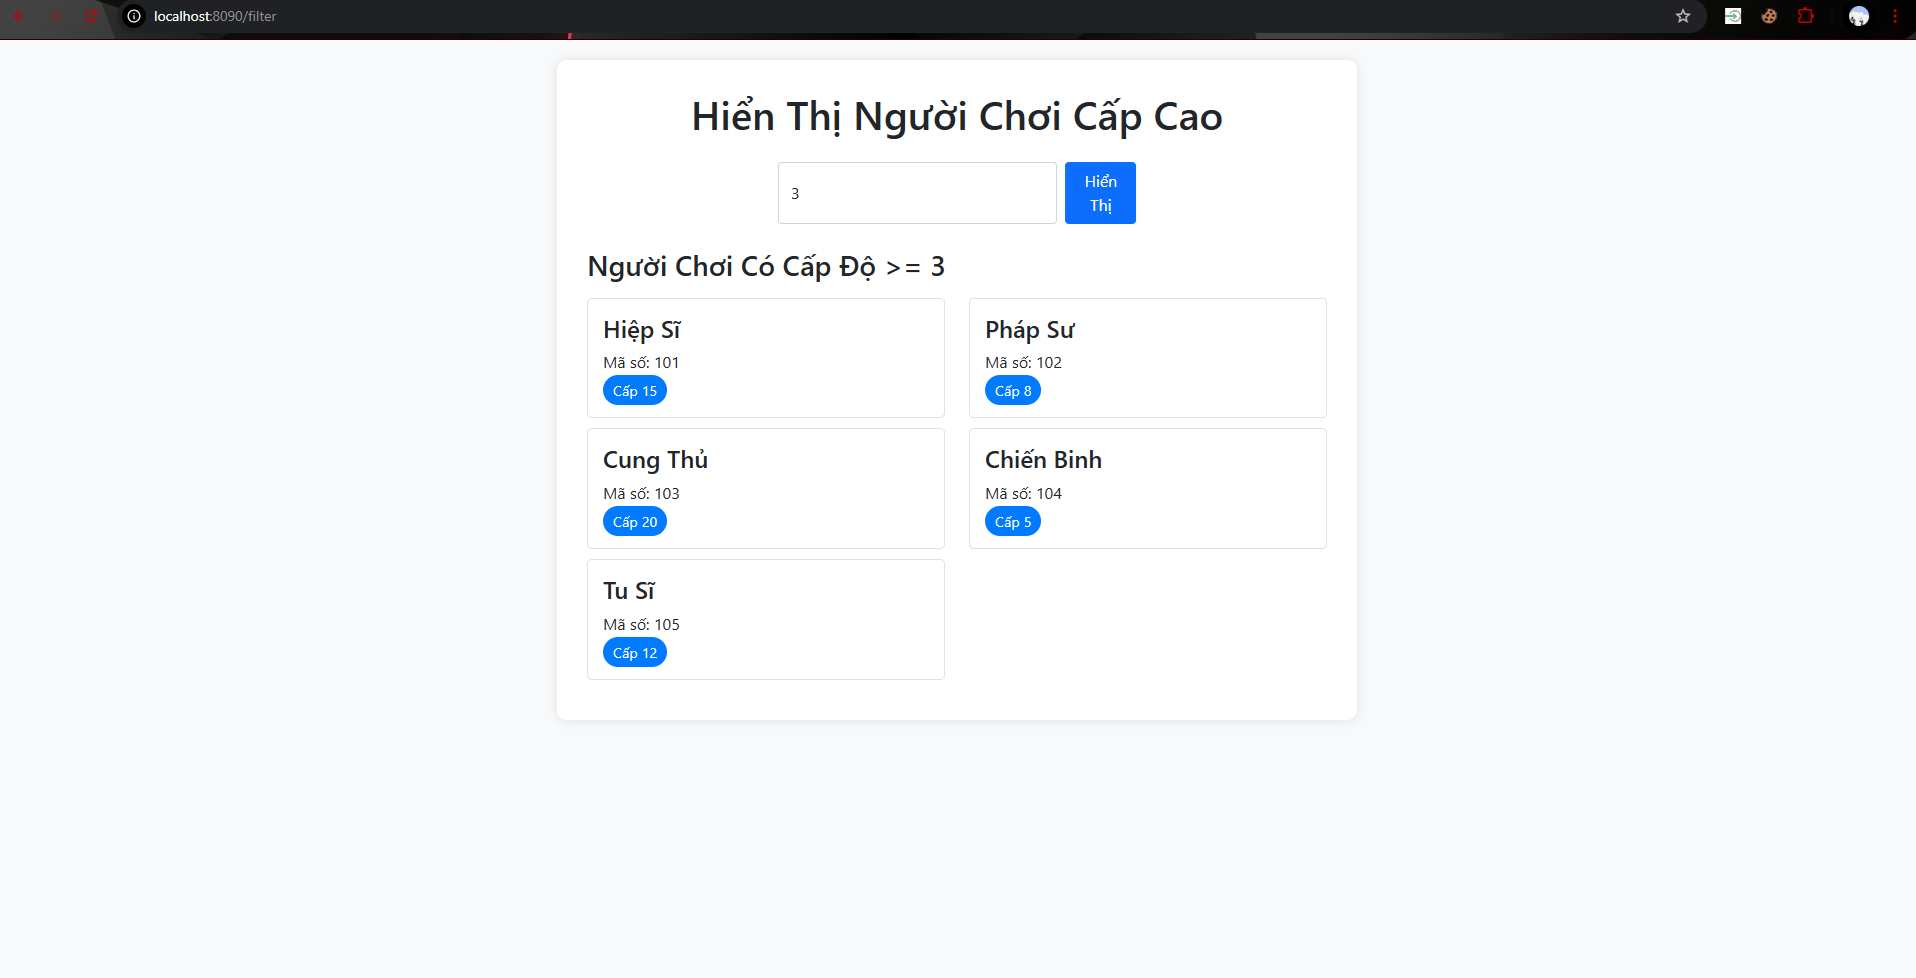 localhost:8090/filter
Hiển Thị Người Chơi Cấp Cao
3
Hiển
Thị
Người Chơi Có Cấp Độ >= 3
Hiệp Sĩ
Mã số: 101
Cấp 15
Pháp Sư
Mã số: 102
Cấp 8
Cung Thủ
Mã số: 103
Cấp 20
Chiến Binh
Mã số: 104
Cấp 5
Tu Sĩ
Mã số: 105
Cấp 12